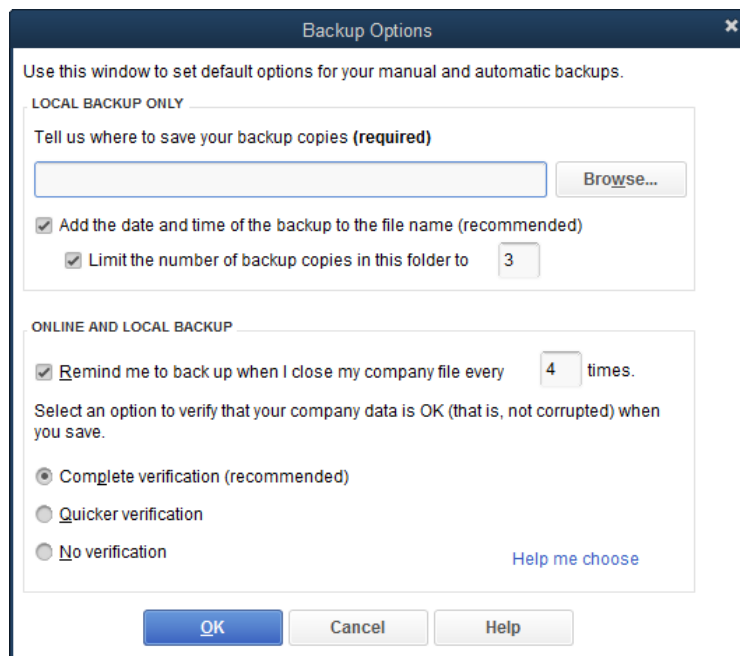 Backup Options
Use this window to set default options for your manual and automatic backups.
LOCAL BACKUP ONLY
Tell us where to save your backup copies (required)
Browse...
Add the date and time of the backup to the file name (recommended)
Limit the number of backup copies in this folder to 3
ONLINE AND LOCAL BACKUP
Remind me to back up when I close my company file every 4 times.
Select an option to verify that your company data is OK (that is, not corrupted) when
you save.
Complete verification (recommended)
Quicker verification
No verification
Help me choose
OK Cancel Help